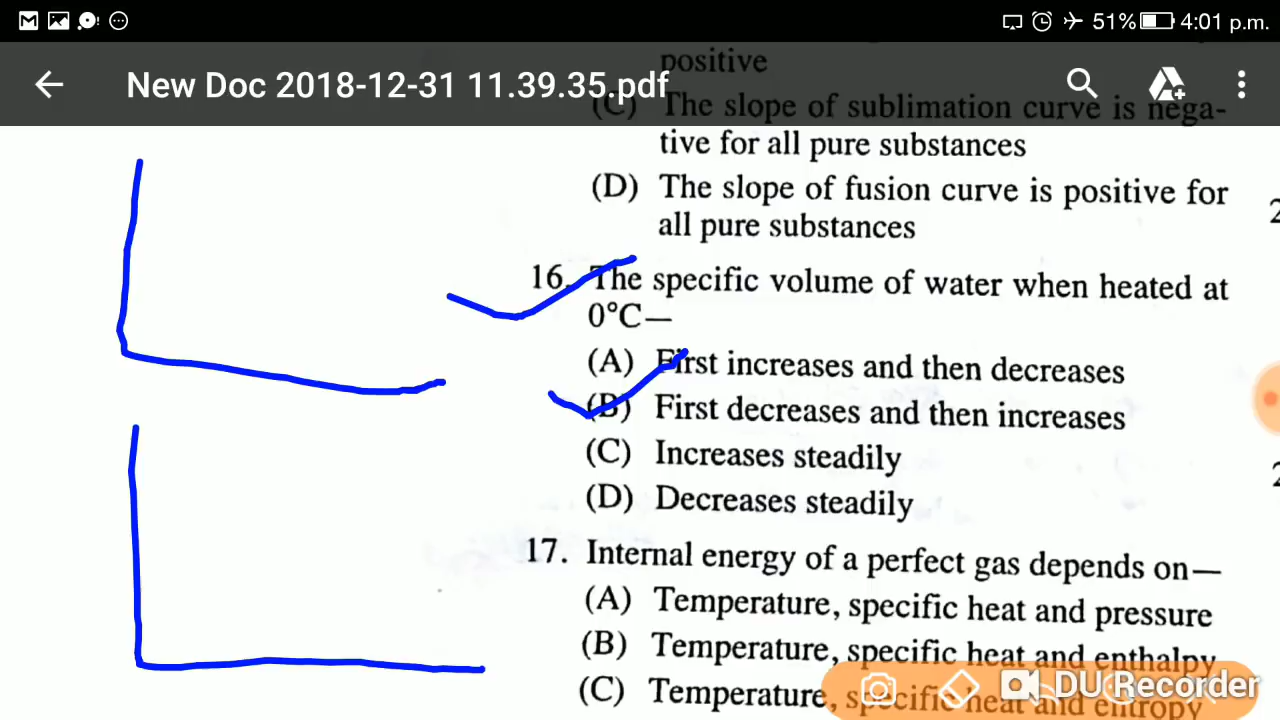 51% 4:01 p.m.
New Doc 2018-12-31 11.39.35.pdf
positive
(C) The slope of sublimation curve is nega-
tive for all pure substances
(D) The slope of fusion curve is positive for
all pure substances
2
16. The specific volume of water when heated at
0°C—
(A) First increases and then decreases
(B) First decreases and then increases
(C) Increases steadily
2
(D) Decreases steadily
17. Internal energy of a perfect gas depends on—
(A) Temperature, specific heat and pressure
(B) Temperature, specific heat and enthalpy
(C) Temperature, specific heat and entropy
DU Recorder